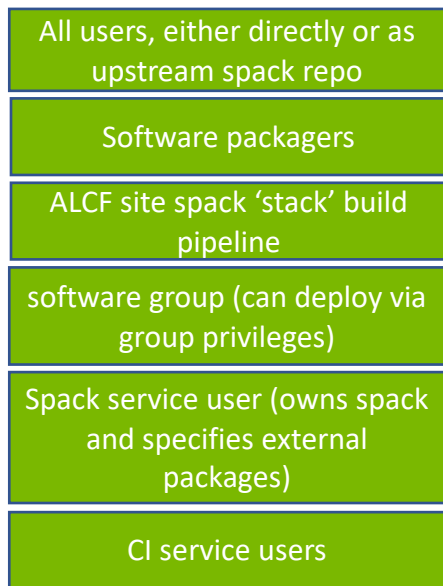 All users, either directly or as
upstream spack repo
Software packagers
ALCF site spack ‘stack’ build
pipeline
software group (can deploy via
group privileges)
Spack service user (owns spack
and specifies external
packages)
CI service users